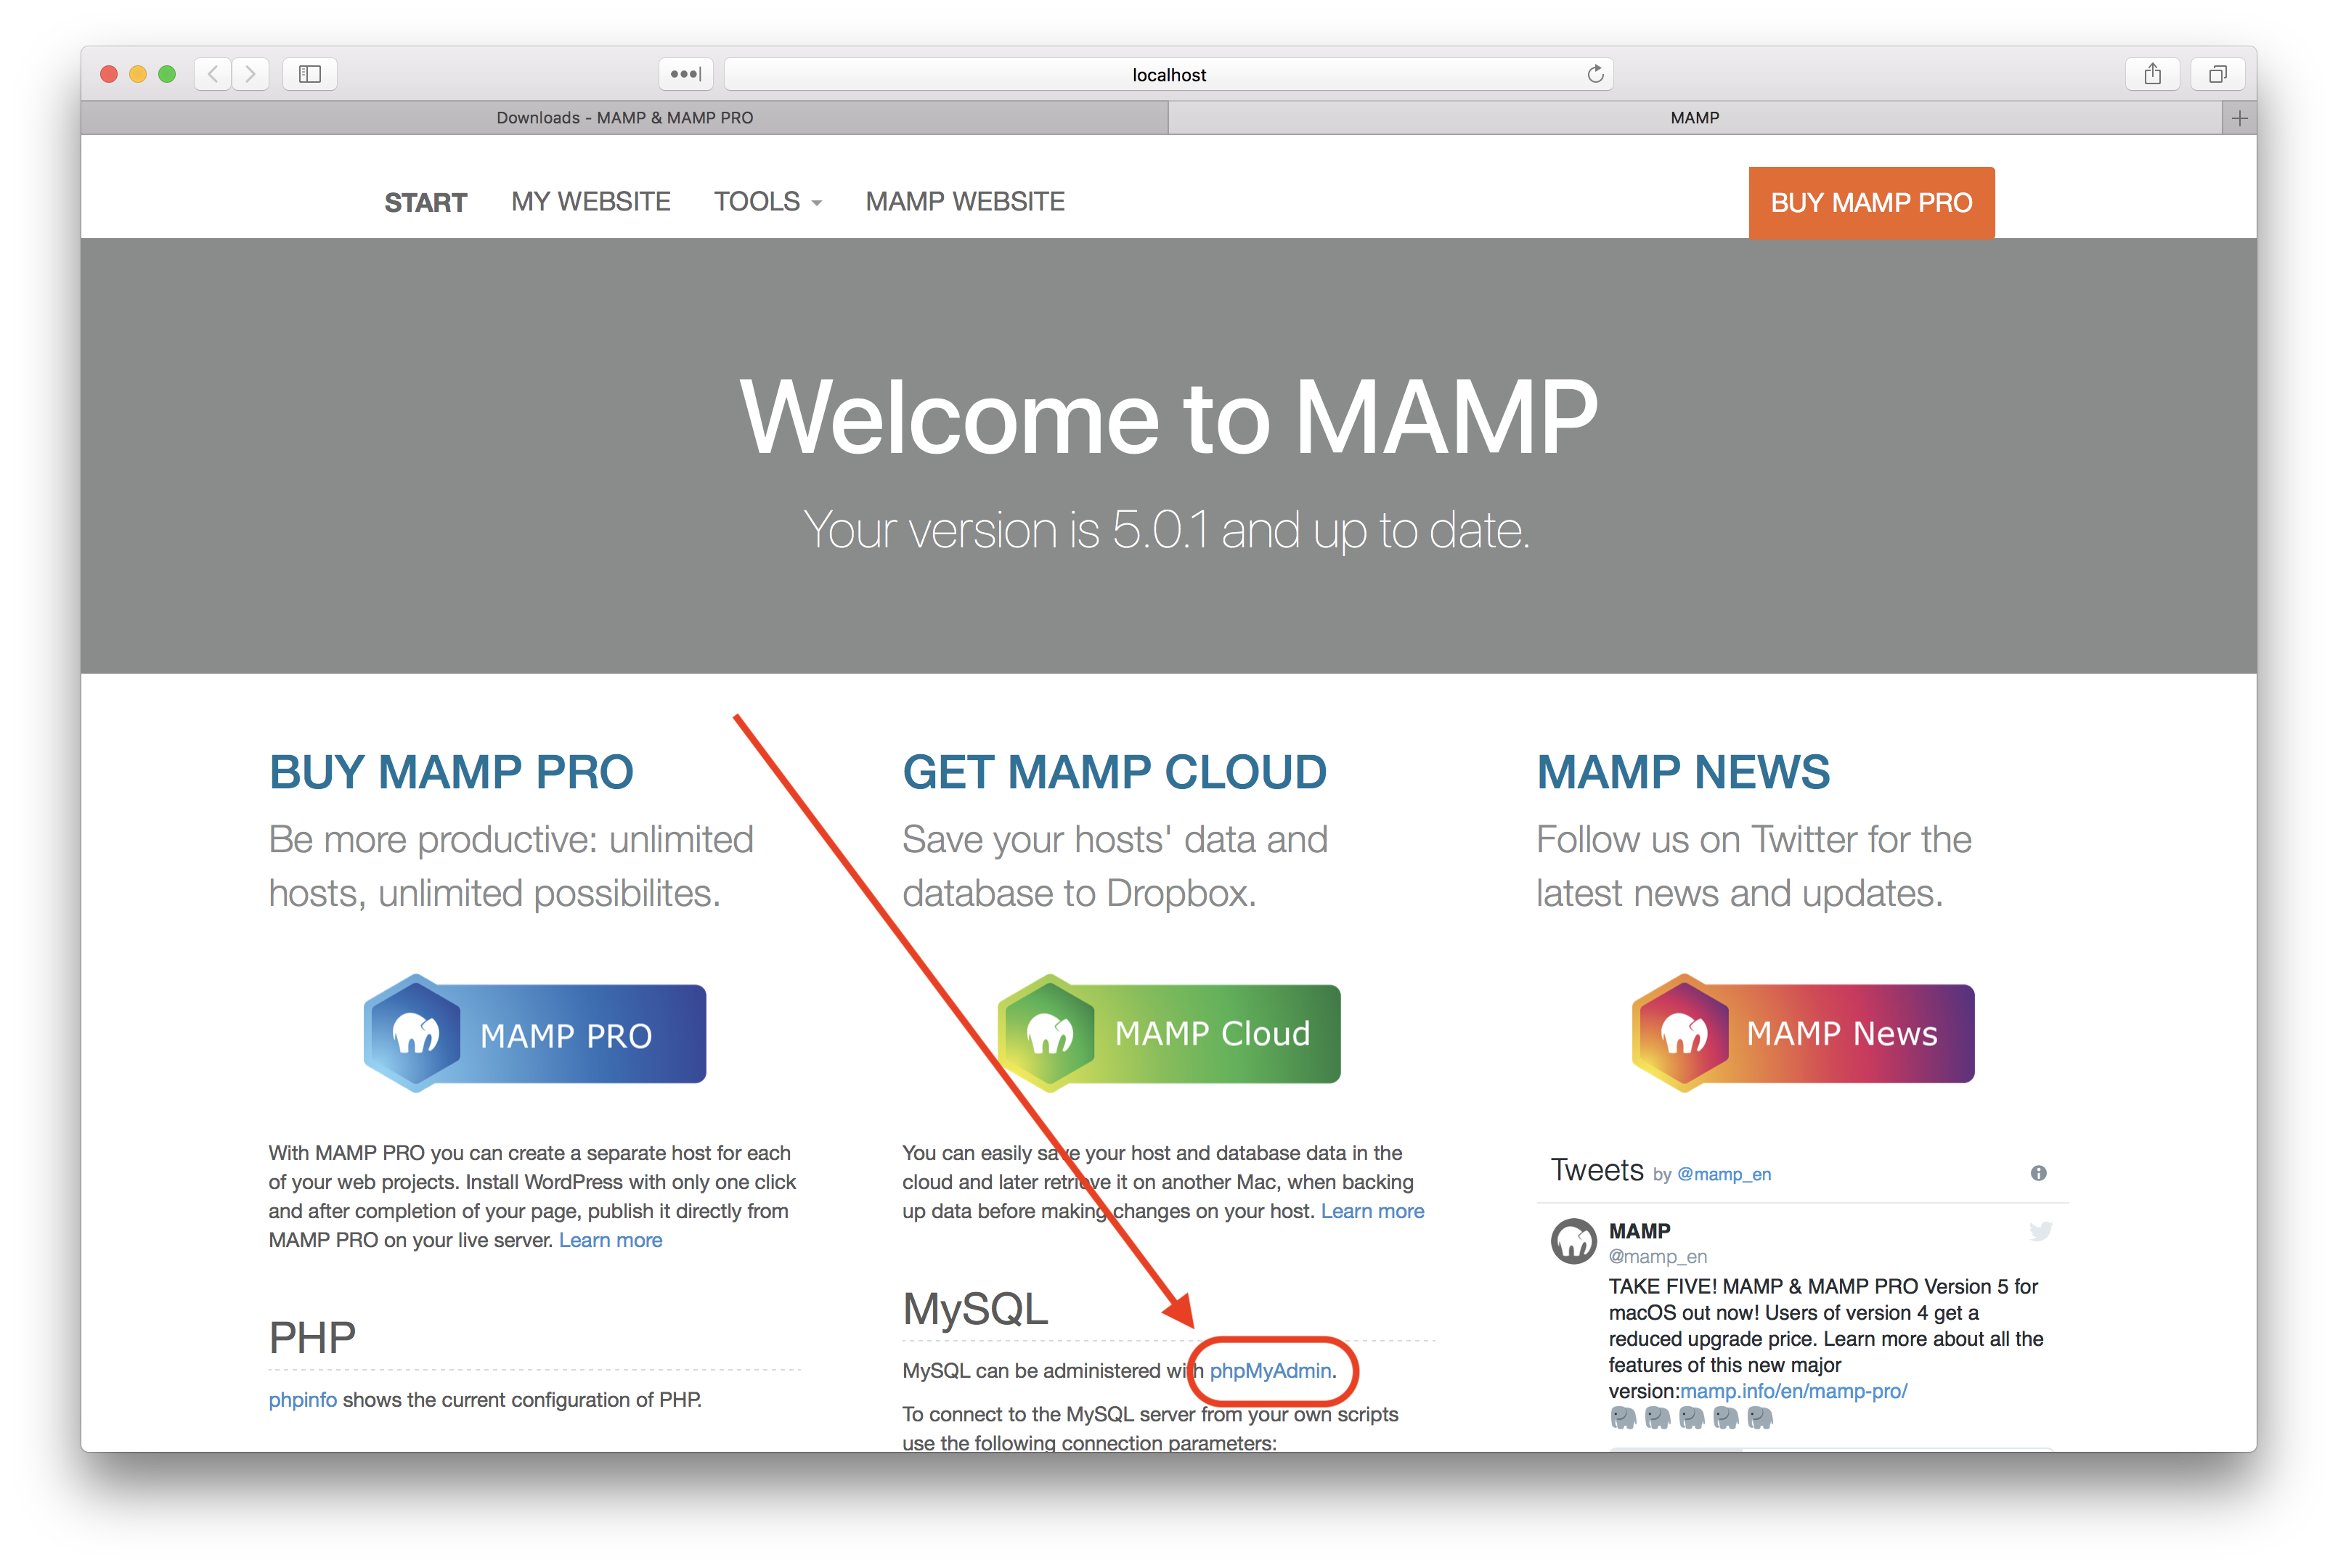 localhost
Downloads - MAMP & MAMP PRO
MAMP
START
MY WEBSITE
TOOLS
MAMP WEBSITE
BUY MAMP PRO
Welcome to MAMP
Your version is 5.0.1 and up to date.
BUY MAMP PRO
Be more productive: unlimited
hosts, unlimited possibilites.
MAMP PRO
With MAMP PRO you can create a separate host for each
of your web projects. Install WordPress with only one click
and after completion of your page, publish it directly from
MAMP PRO on your live server. Learn more
PHP
phpinfo shows the current configuration of PHP.
GET MAMP CLOUD
Save your hosts' data and
database to Dropbox.
MAMP Cloud
You can easily save your host and database data in the
cloud and later retrieve it on another Mac, when backing
up data before making changes on your host. Learn more
MySQL
MySQL can be administered with phpMyAdmin.
To connect to the MySQL server from your own scripts
use the following connection parameters:
MAMP NEWS
Follow us on Twitter for the
latest news and updates.
MAMP News
Tweets by @mamp_en
MAMP
@mamp_en
TAKE FIVE! MAMP & MAMP PRO Version 5 for
macOS out now! Users of version 4 get a
reduced upgrade price. Learn more about all the
features of this new major
version:mamp.info/en/mamp-pro/